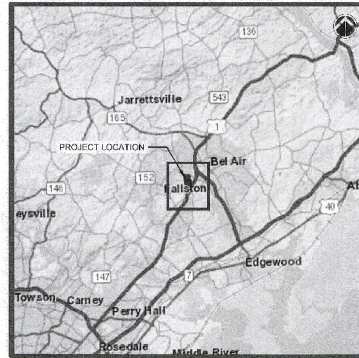 136
543
Jarrettsville
165
1
PROJECT LOCATION
Bel Air
152
Fallston
146
eysville
40
Edgewood
147
7
Towson
Carney
Perry Hall
Rosedale
Middle River